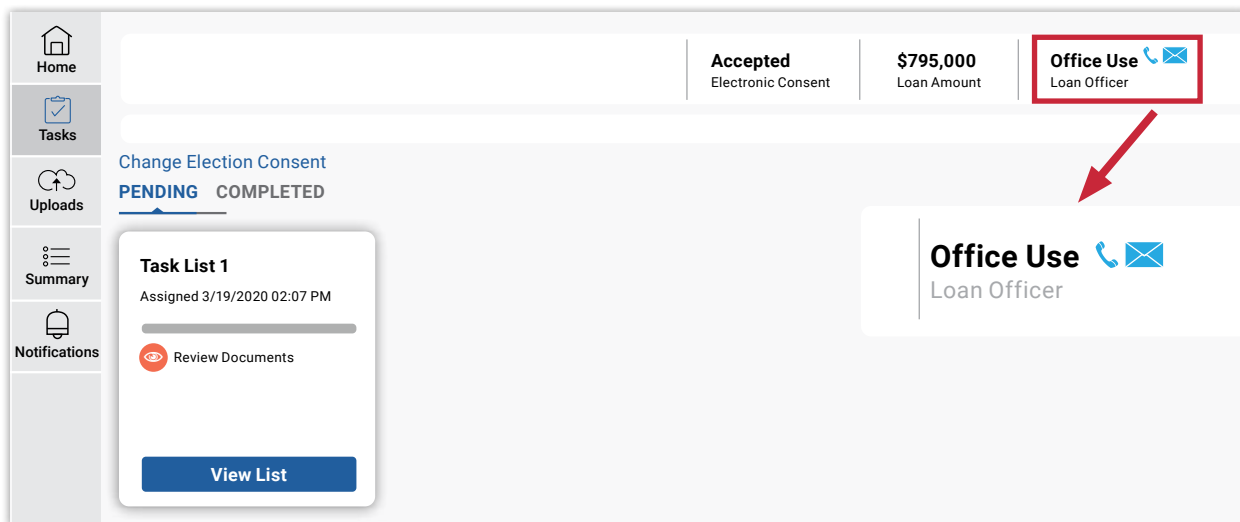 Home
Tasks
Uploads
Summary
Notifications
Accepted
Electronic Consent
$795,000
Loan Amount
Office Use
Loan Officer
Change Election Consent
PENDING COMPLETED
Task List 1
Assigned 3/19/2020 02:07 PM
Review Documents
View List
Office Use
Loan Officer